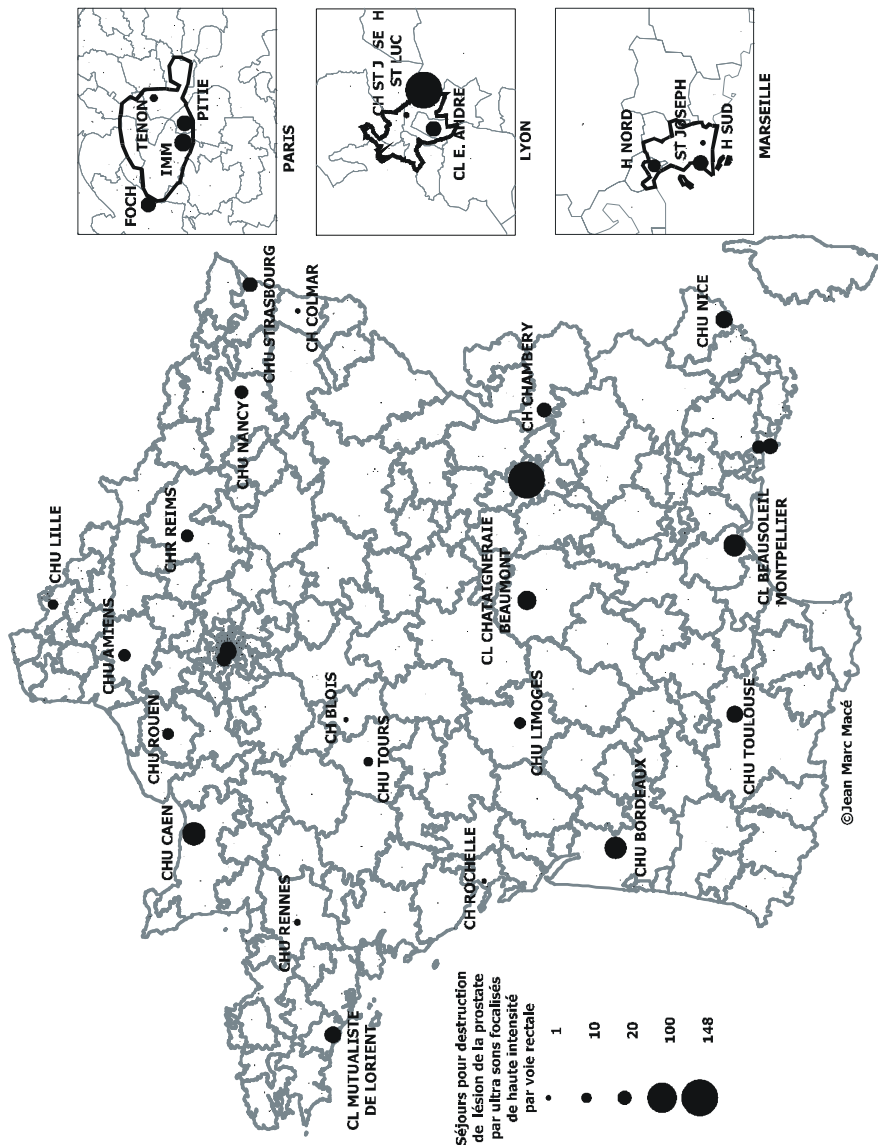 FOCH
TENON
IMM
PITIE
PARIS
CH ST J SE H
ST LUC
CL E. ANDRE
LYON
H NORD
ST JOSEPH
H SUD
MARSEILLE
CHU LILLE
CHU AMIENS
CHU ROUEN
CHR REIMS
CHU NANCY
CHU STRASBOURG
CH COLMAR
CHU CAEN
CHU RENNES
CL MUTUALISTE
DE LORIENT
CH BLOIS
CHU TOURS
CH ROCHELLE
CHU LIMOGES
CL CHATAIGNERAIE
BEAUMONT
CH CHAMBERY
CHU BORDEAUX
CHU TOULOUSE
CL BEAUSOLEIL
MONTPELLIER
CHU NICE
Séjours pour destruction
de lésion de la prostate
par ultra sons focalisés
de haute intensité
par voie rectale
1
10
20
100
148
©Jean Marc Macé